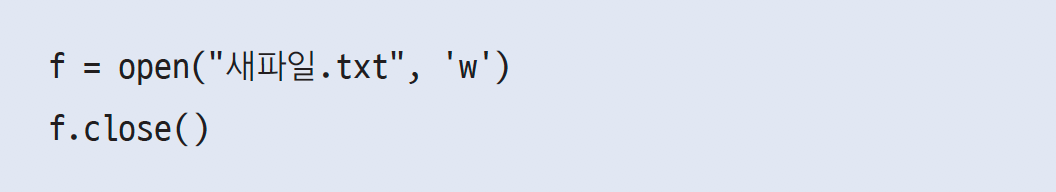 f = open("새파일.txt", 'w')
f.close()